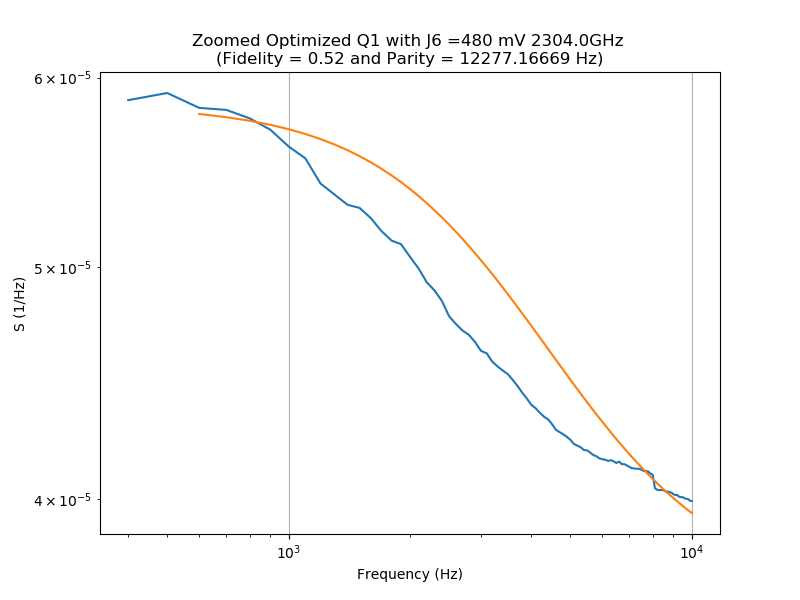 Zoomed Optimized Q1 with J6 =480 mV 2304.0GHz
(Fidelity = 0.52 and Parity = 12277.16669 Hz)
6 × 10⁻⁵
5 × 10⁻⁵
4 × 10⁻⁵
S (1/Hz)
10³
10⁴
Frequency (Hz)